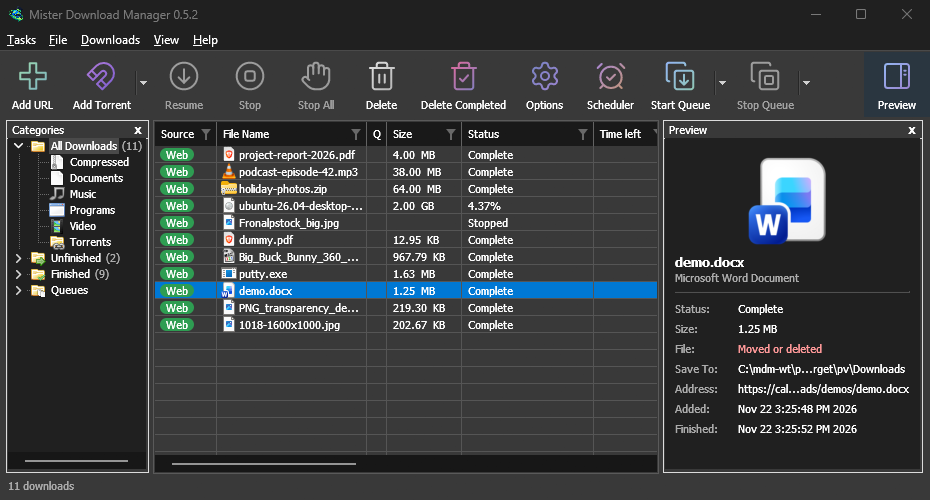 Mister Download Manager 0.5.2
Tasks File Downloads View Help
Add URL Add Torrent Resume Stop Stop All Delete Delete Completed Options Scheduler Start Queue Stop Queue Preview
Categories x
All Downloads (11)
Compressed
Documents
Music
Programs
Video
Torrents
Unfinished (2)
Finished (9)
Queues
Source File Name Q Size Status Time left
Web project-report-2026.pdf 4.00 MB Complete
Web podcast-episode-42.mp3 38.00 MB Complete
Web holiday-photos.zip 64.00 MB Complete
Web ubuntu-26.04-desktop-... 2.00 GB 4.37%
Web Fronalpstock_big.jpg Stopped
Web dummy.pdf 12.95 KB Complete
Web Big_Buck_Bunny_360_... 967.79 KB Complete
Web putty.exe 1.63 MB Complete
Web demo.docx 1.25 MB Complete
Web PNG_transparency_de... 219.30 KB Complete
Web 1018-1600x1000.jpg 202.67 KB Complete
Preview x
W
demo.docx
Microsoft Word Document
Status: Complete
Size: 1.25 MB
File: Moved or deleted
Save To: C:\mdm-wt\p...rget\pv\Downloads
Address: https://cal...ads/demos/demo.docx
Added: Nov 22 3:25:48 PM 2026
Finished: Nov 22 3:25:52 PM 2026
11 downloads